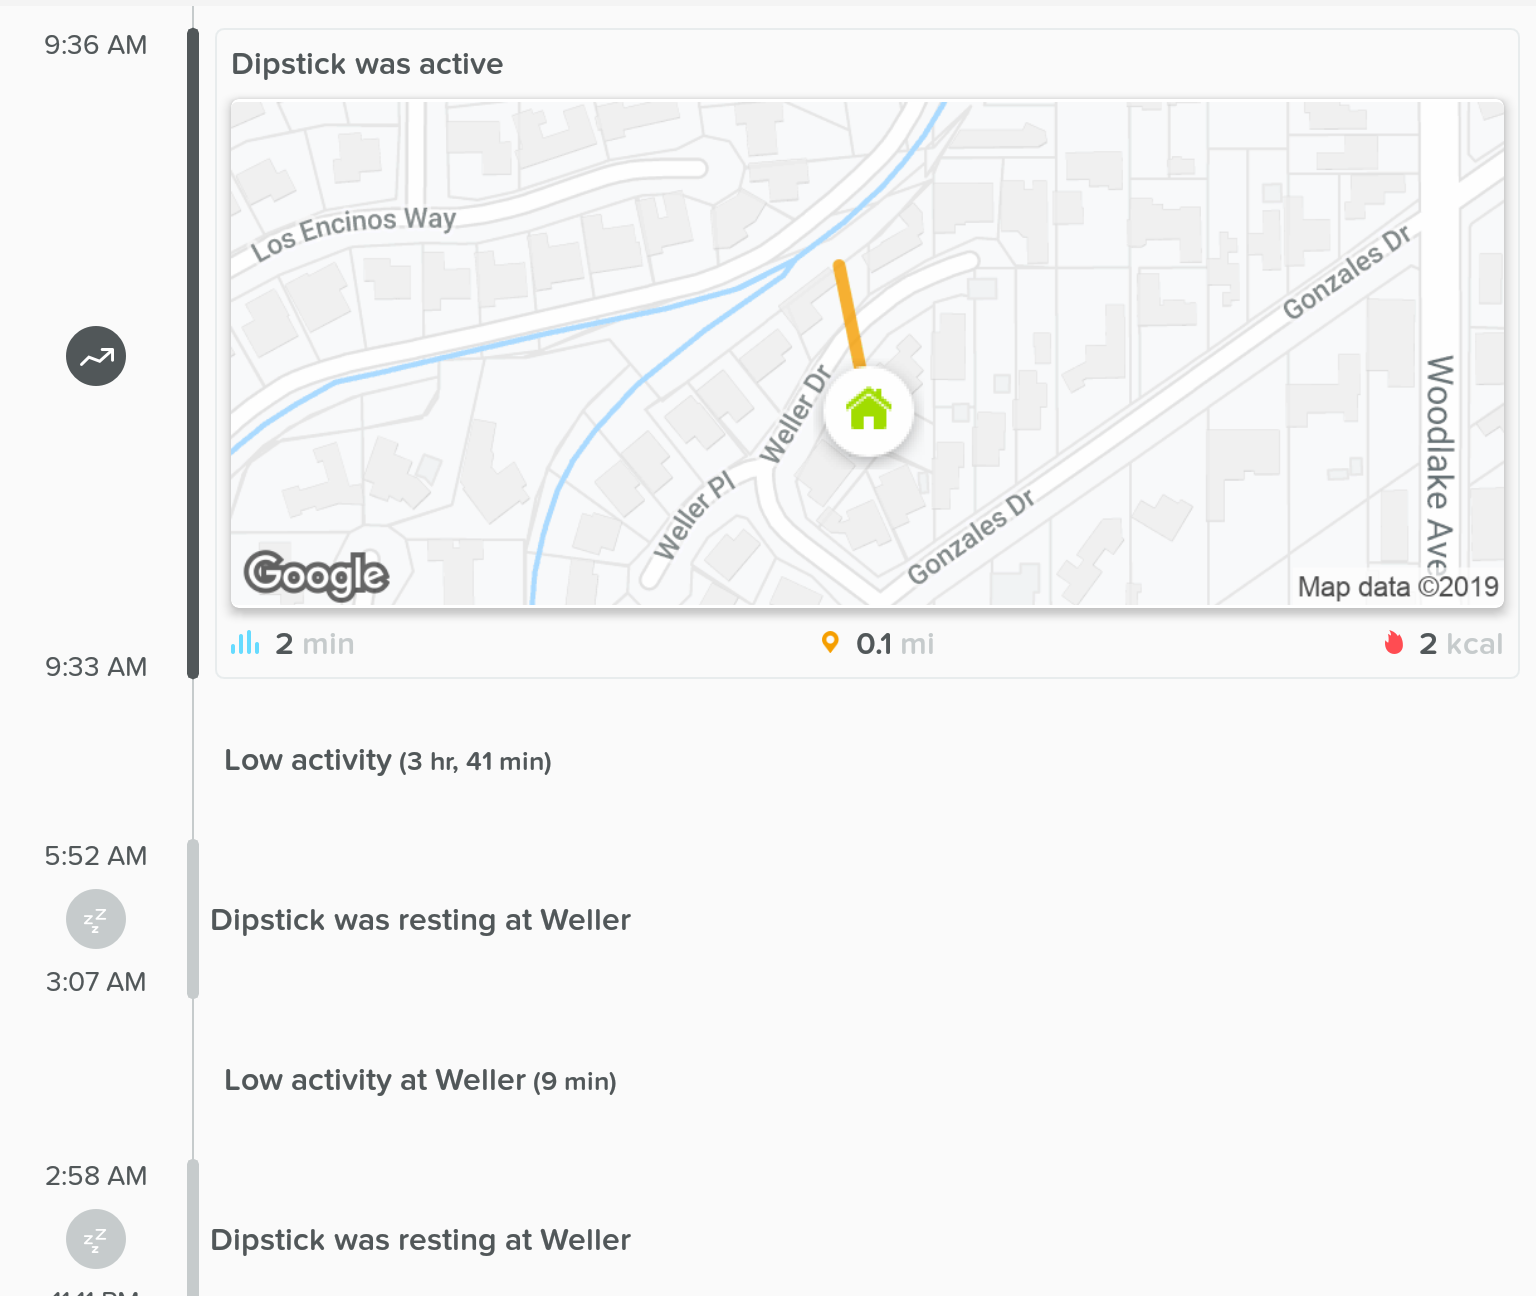 9:36 AM
Dipstick was active
Los Encinos Way
Gonzales Dr
Weller Dr
Woodlake Ave
Weller Pl
Gonzales Dr
Google
Map data ©2019
2 min
0.1 mi
2 kcal
9:33 AM
Low activity (3 hr, 41 min)
5:52 AM
zzz
Dipstick was resting at Weller
3:07 AM
Low activity at Weller (9 min)
2:58 AM
zzz
Dipstick was resting at Weller